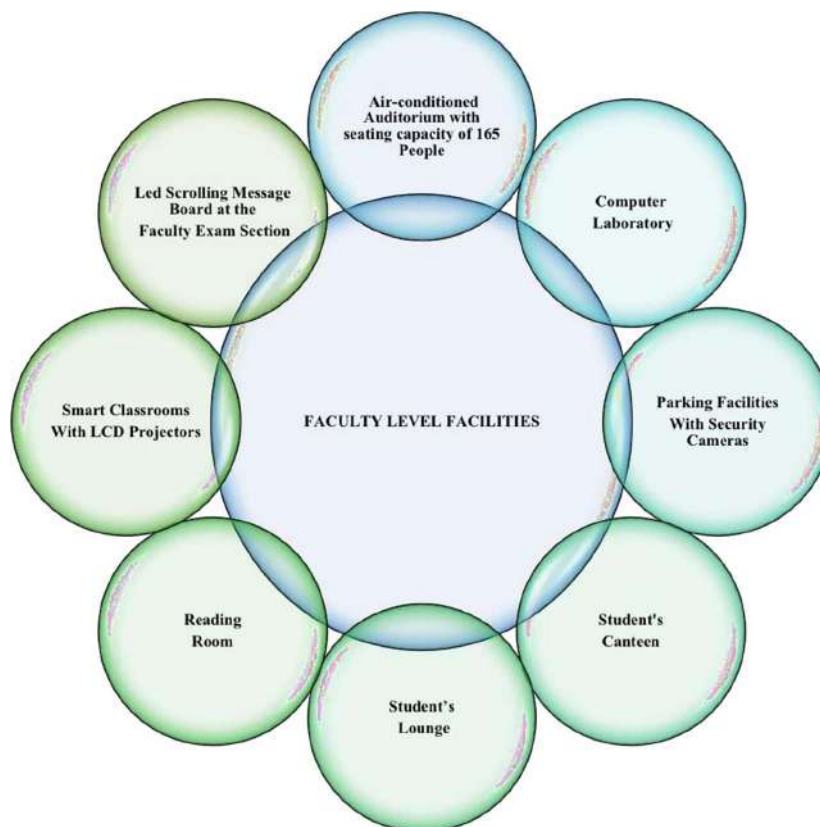 Air-conditioned
Auditorium with
seating capacity of 165
People
Computer
Laboratory
Parking Facilities
With Security
Cameras
Student's
Canteen
Student’s
Lounge
Reading
Room
Smart Classrooms
With LCD Projectors
Led Scrolling Message
Board at the
Faculty Exam Section
FACULTY LEVEL FACILITIES